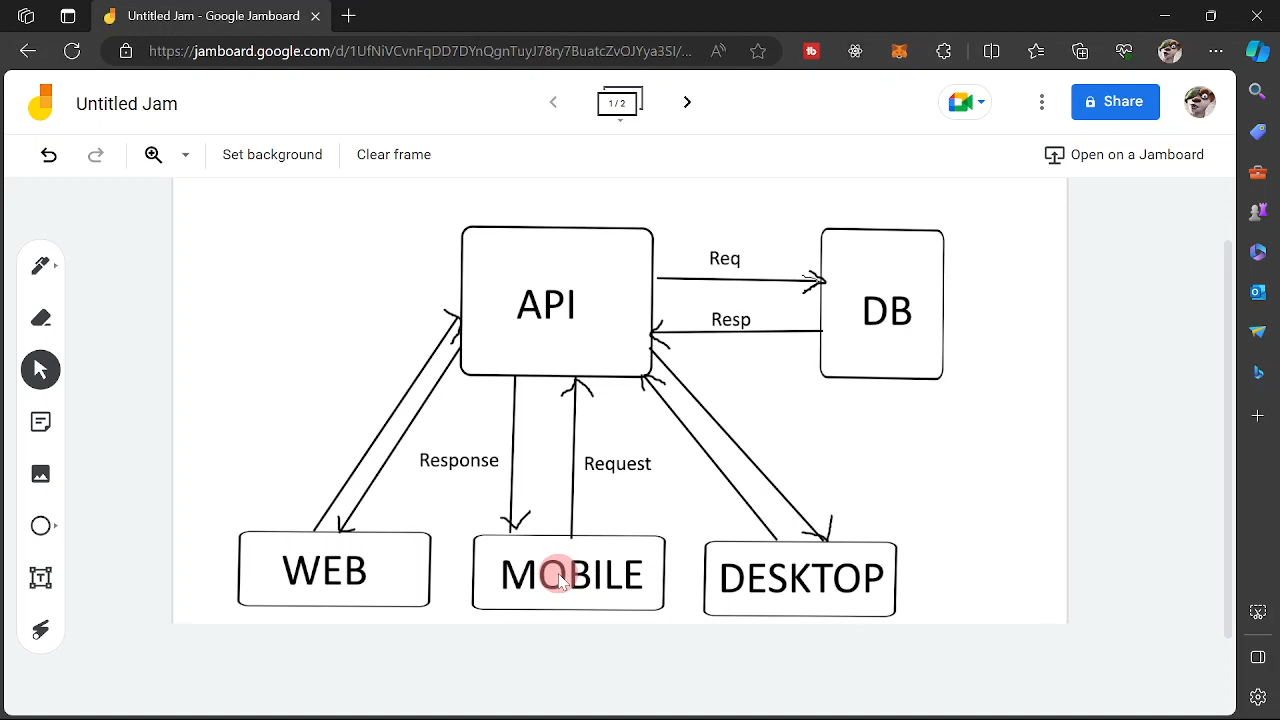 Untitled Jam - Google Jamboard
https://jamboard.google.com/d/1UfNiVCvnFqDD7DYnQgnTuyJ78ry7BuatcZvOJYya3SI/...
Untitled Jam
1 / 2
Share
Set background
Clear frame
Open on a Jamboard
API
Req
DB
Resp
Response
Request
WEB
MOBILE
DESKTOP